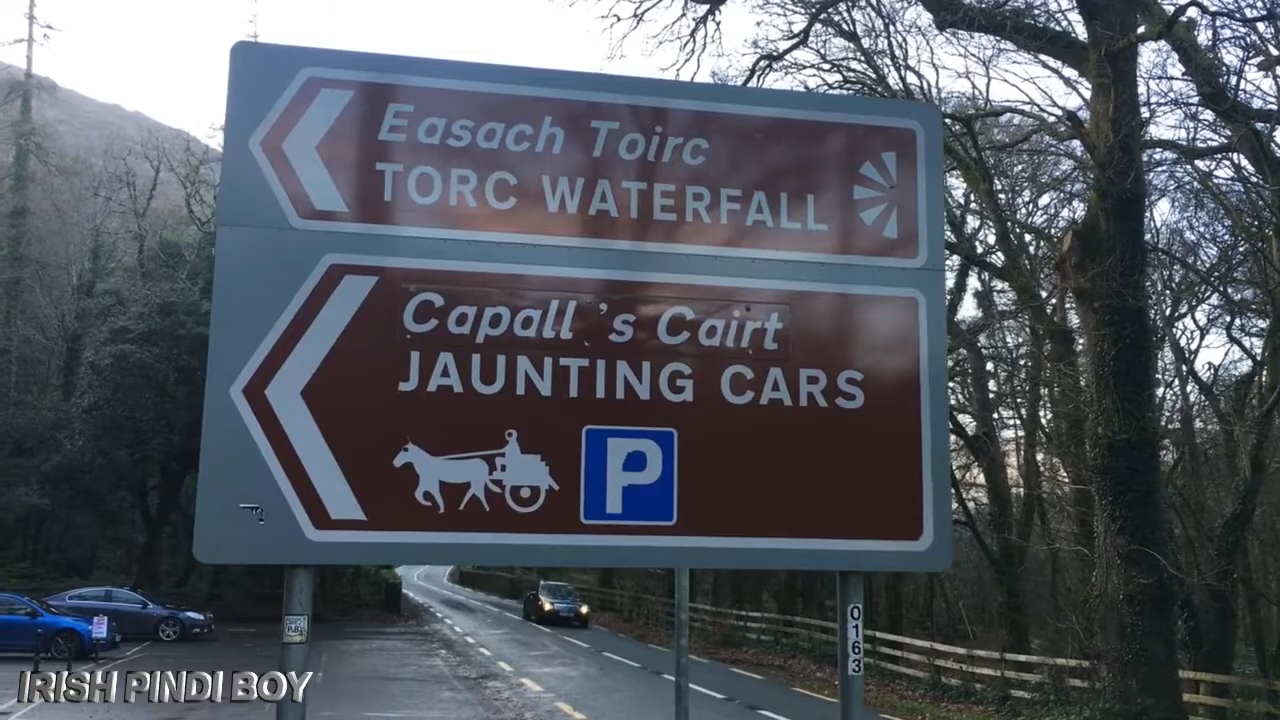 Easach Toirc
TORC WATERFALL
Capall 's Cairt
JAUNTING CARS
P
0163
IRISH PINDI BOY